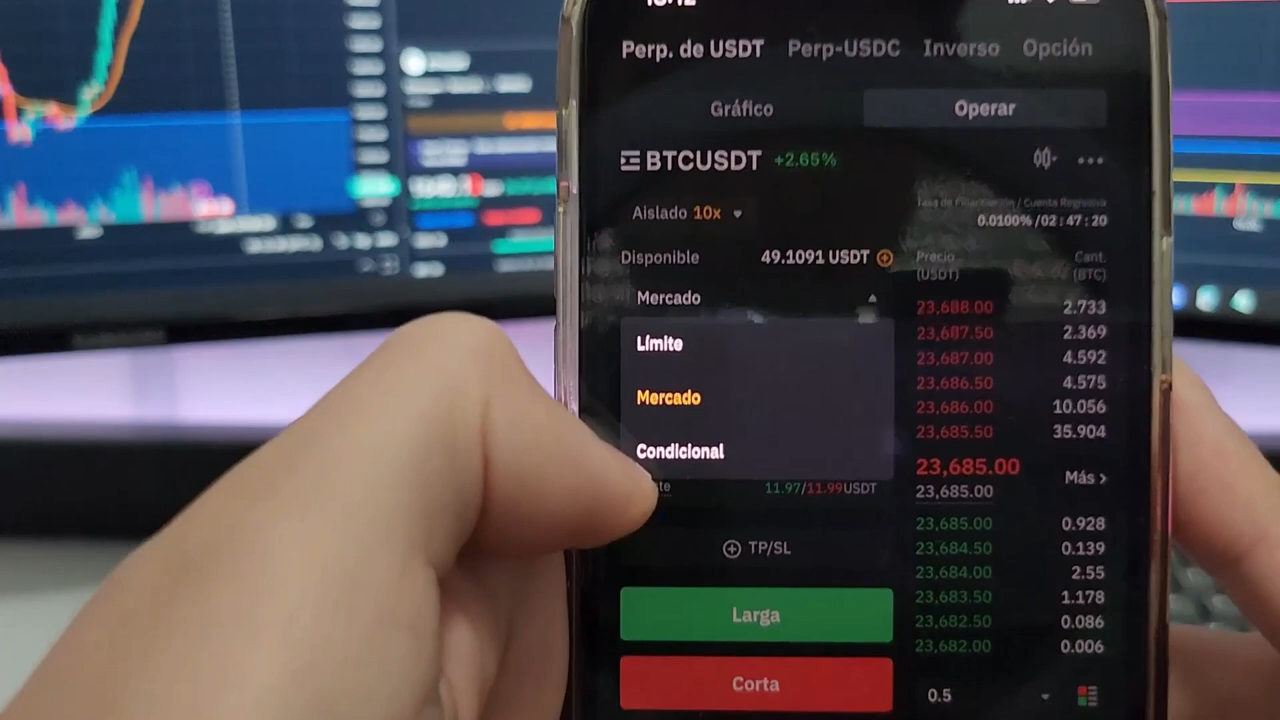 Perp. de USDT Perp-USDC Inverso Opción
Gráfico Operar
BTCUSDT +2.65%
Aislado 10x
0.0100% /02:47:20
Disponible 49.1091 USDT
Precio (USDT) Cant. (BTC)
Mercado
Límite
Mercado
Condicional
11.97/11.99USDT
TP/SL
Larga
Corta
23,688.00 2.733
23,687.50 2.369
23,687.00 4.592
23,686.50 4.575
23,686.00 10.056
23,685.50 35.904
23,685.00
23,685.00
Más >
23,685.00 0.928
23,684.50 0.139
23,684.00 2.55
23,683.50 1.178
23,682.50 0.086
23,682.00 0.006
0.5